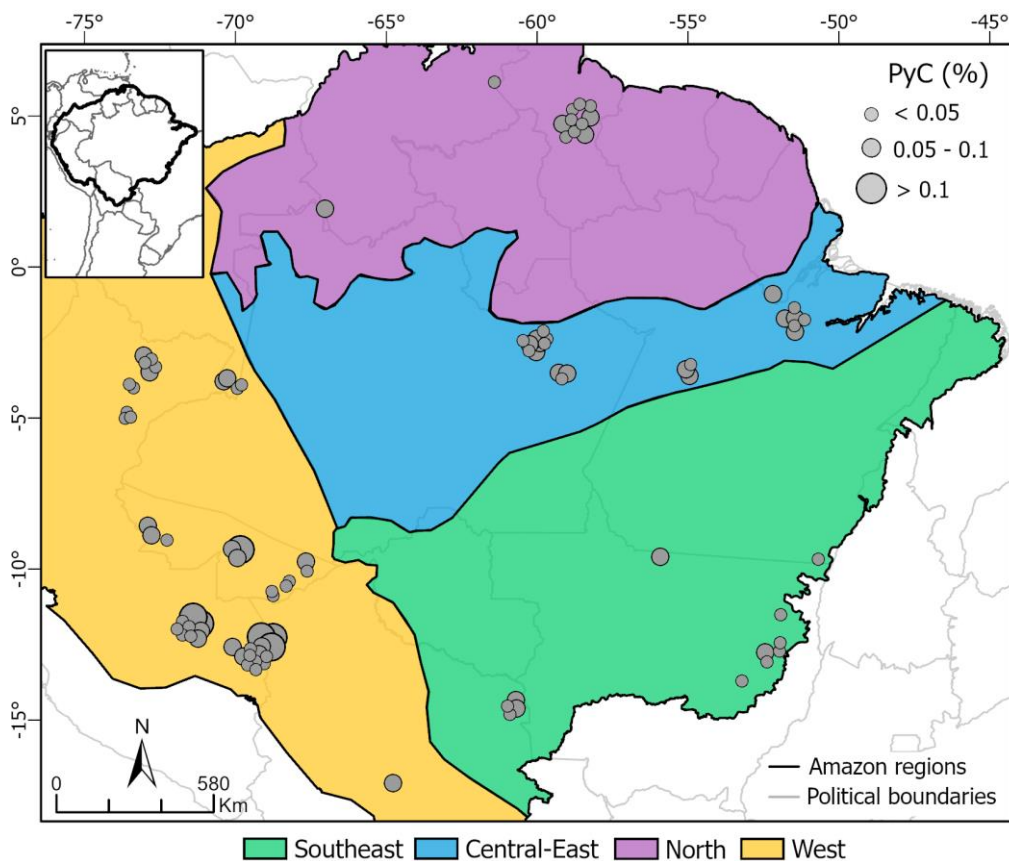 -75° -70° -65° -60° -55° -50° -45°
PyC (%)
< 0.05
0.05 - 0.1
> 0.1
5°
0°
-5°
-10°
-15°
N
0 580
Km
Amazon regions
Political boundaries
Southeast Central-East North West